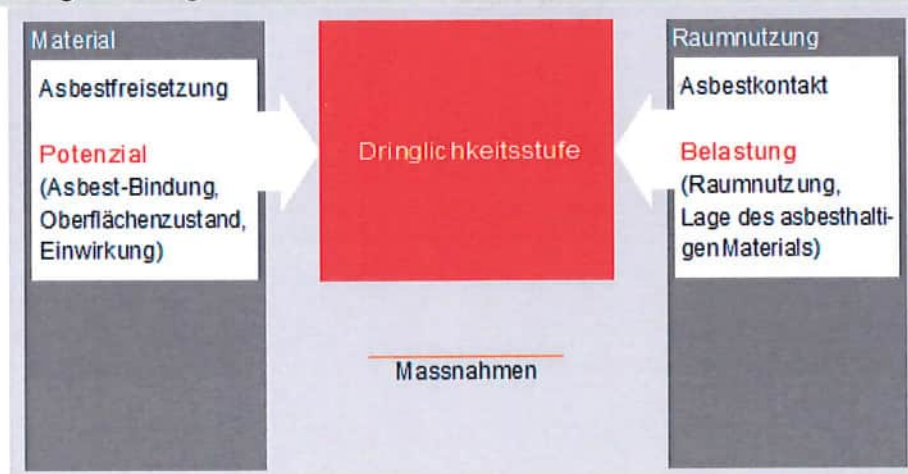 Material
Asbestfreisetzung
Potenzial
(Asbest-Bindung,
Oberflächenzustand,
Einwirkung)
Dringlichkeitsstufe
Massnahmen
Raumnutzung
Asbestkontakt
Belastung
(Raumnutzung,
Lage des asbesthalti-
gen Materials)